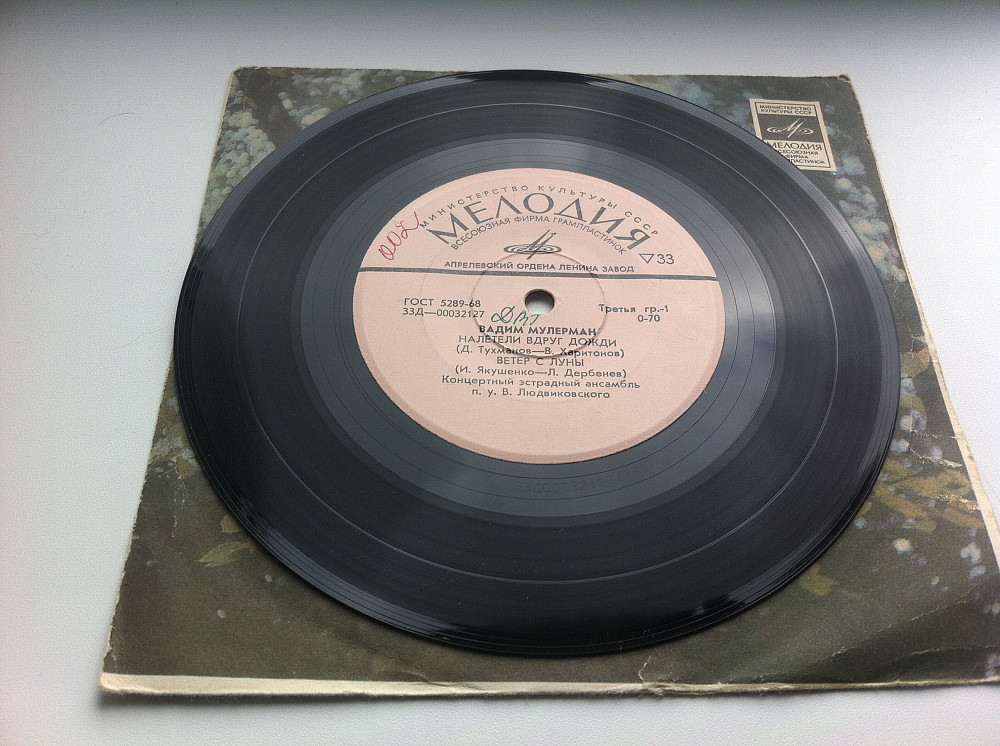 МИНИСТЕРСТВО
КУЛЬТУРЫ СССР
МЕЛОДИЯ
ВСЕСОЮЗНАЯ
ФИРМА
МИНИСТЕРСТВО КУЛЬТУРЫ СССР
МЕЛОДИЯ
ВСЕСОЮЗНАЯ ФИРМА ГРАМПЛАСТИНОК
33
АПРЕЛЕВСКИЙ ОРДЕНА ЛЕНИНА ЗАВОД
ГОСТ 5289-68
33Д—00032127
Третья гр.-1
0-70
ВАДИМ МУЛЕРМАН
НАЛЕТЕЛИ ВДРУГ ДОЖДИ
(Д. Тухманов—В. Харитонов)
ВЕТЕР С ЛУНЫ
(И. Якушенко—Л. Дербенев)
Концертный эстрадный ансамбль
п. у. В. Людвиковского